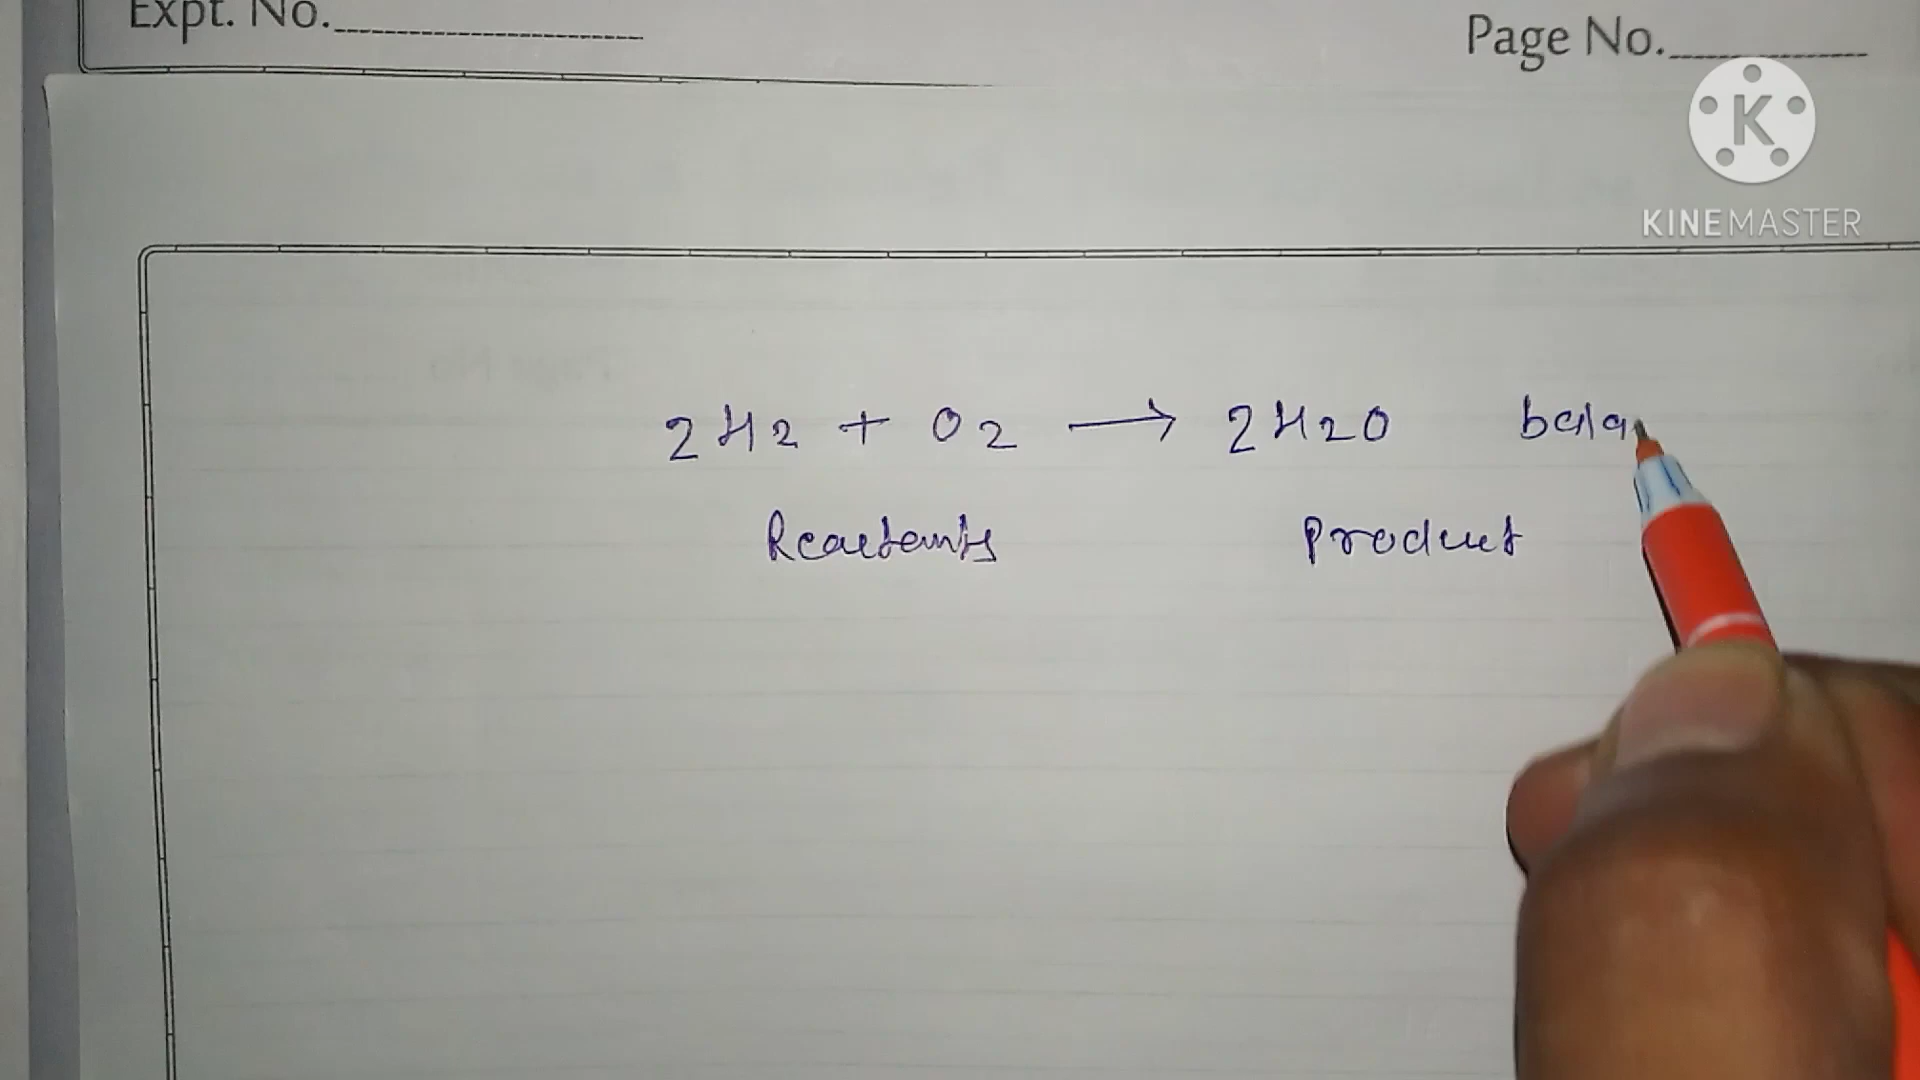 Expt. No.
Page No.
KINEMASTER
2H2 + O2 → 2H2O bala
Reactants Product